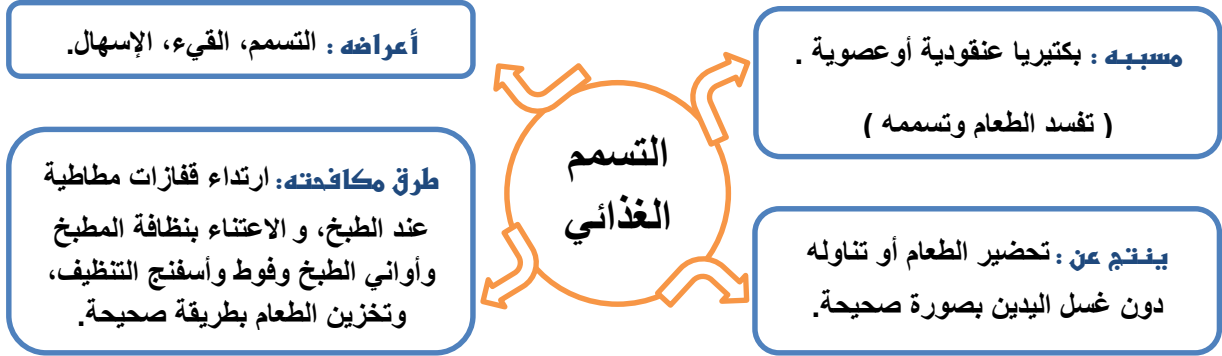 مسببه : بكتيريا عنقودية أوعصوية .
( تفسد الطعام وتسممه )
أعراضه : التسمم، القيء، الإسهال.
التسمم
الغذائي
ينتج عن : تحضير الطعام أو تناوله
دون غسل اليدين بصورة صحيحة.
طرق مكافحته: ارتداء قفازات مطاطية
عند الطبخ، و الاعتناء بنظافة المطبخ
وأواني الطبخ وفوط وأسفنج التنظيف،
وتخزين الطعام بطريقة صحيحة.